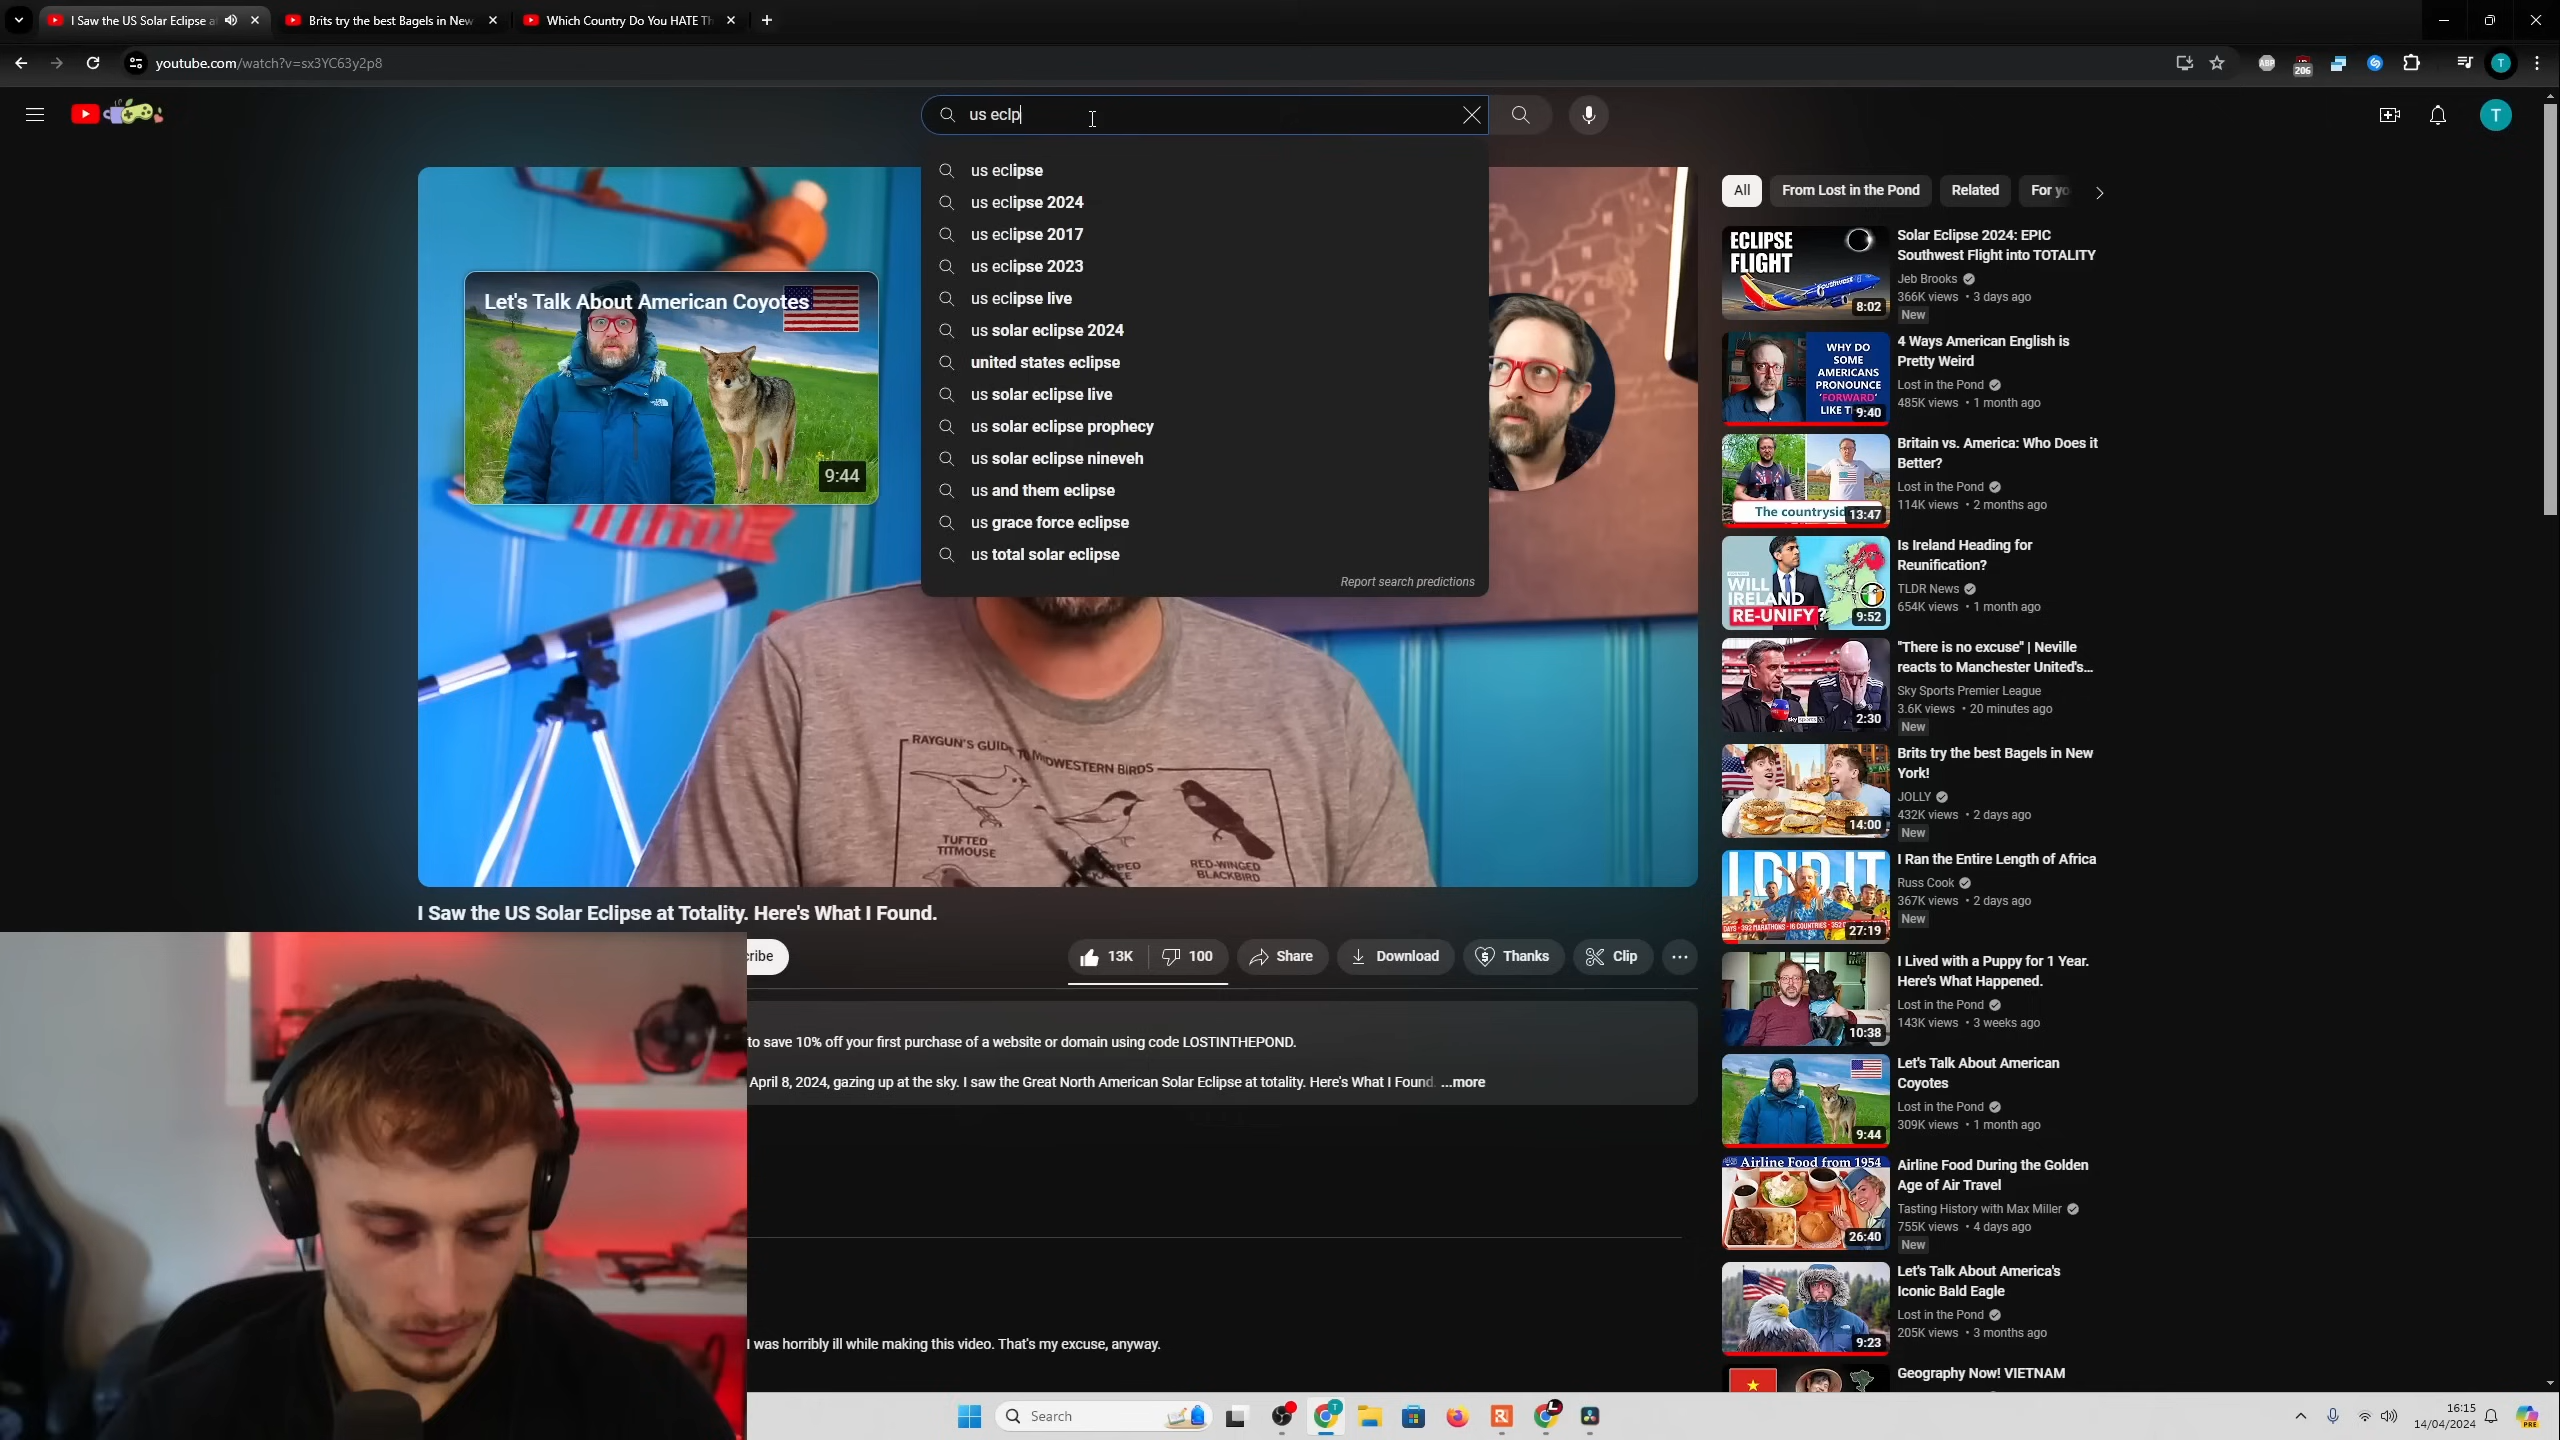 I Saw the US Solar Eclipse a
Brits try the best Bagels in New
Which Country Do You HATE Th
youtube.com/watch?v=sx3YC63y2p8
ABP
206
T
us eclp
T
us eclipse
us eclipse 2024
us eclipse 2017
us eclipse 2023
us eclipse live
us solar eclipse 2024
united states eclipse
us solar eclipse live
us solar eclipse prophecy
us solar eclipse nineveh
us and them eclipse
us grace force eclipse
us total solar eclipse
Report search predictions
Let's Talk About American Coyotes
9:44
RAYGUN'S GUIDE TO MIDWESTERN BIRDS
TUFTED
TITMOUSE
RED-WINGED
BLACKBIRD
I Saw the US Solar Eclipse at Totality. Here's What I Found.
cribe
13K
100
Share
Download
Thanks
Clip
to save 10% off your first purchase of a website or domain using code LOSTINTHEPOND.
April 8, 2024, gazing up at the sky. I saw the Great North American Solar Eclipse at totality. Here's What I Found. ...more
I was horribly ill while making this video. That's my excuse, anyway.
All
From Lost in the Pond
Related
For yo
ECLIPSE
FLIGHT
Southwest
8:02
Solar Eclipse 2024: EPIC
Southwest Flight into TOTALITY
Jeb Brooks
366K views • 3 days ago
New
WHY DO
SOME
AMERICANS
PRONOUNCE
'FORWARD'
LIKE T
9:40
4 Ways American English is
Pretty Weird
Lost in the Pond
485K views • 1 month ago
The countrysid
13:47
Britain vs. America: Who Does it
Better?
Lost in the Pond
114K views • 2 months ago
WILL
IRELAND
RE-UNIFY?
9:52
Is Ireland Heading for
Reunification?
TLDR News
654K views • 1 month ago
2:30
"There is no excuse" | Neville
reacts to Manchester United's...
Sky Sports Premier League
3.6K views • 20 minutes ago
New
14:00
Brits try the best Bagels in New
York!
JOLLY
432K views • 2 days ago
New
I DID IT
27:19
I Ran the Entire Length of Africa
Russ Cook
367K views • 2 days ago
New
10:38
I Lived with a Puppy for 1 Year.
Here's What Happened.
Lost in the Pond
143K views • 3 weeks ago
9:44
Let's Talk About American
Coyotes
Lost in the Pond
309K views • 1 month ago
Airline Food from 1954
26:40
Airline Food During the Golden
Age of Air Travel
Tasting History with Max Miller
755K views • 4 days ago
New
9:23
Let's Talk About America's
Iconic Bald Eagle
Lost in the Pond
205K views • 3 months ago
Geography Now! VIETNAM
Search
16:15
14/04/2024
PRE